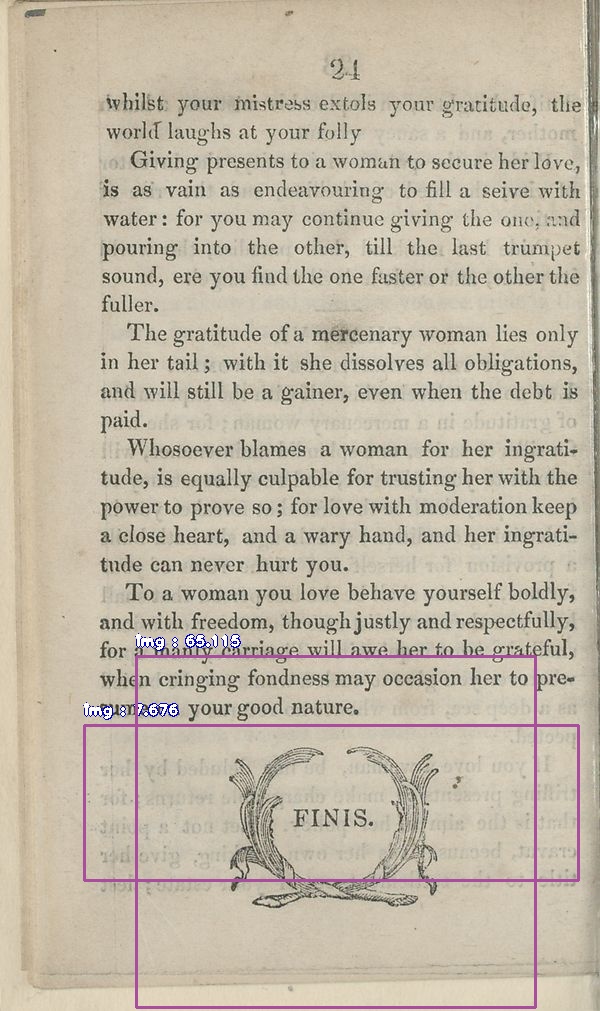 24
whilst your mistress extols your gratitude, the
world laughs at your folly
Giving presents to a woman to secure her love,
is as vain as endeavouring to fill a seive with
water: for you may continue giving the one, and
pouring into the other, till the last trumpet
sound, ere you find the one faster or the other the
fuller.
The gratitude of a mercenary woman lies only
in her tail; with it she dissolves all obligations,
and will still be a gainer, even when the debt is
paid.
Whosoever blames a woman for her ingrati-
tude, is equally culpable for trusting her with the
power to prove so; for love with moderation keep
a close heart, and a wary hand, and her ingrati-
tude can never hurt you.
To a woman you love behave yourself boldly,
and with freedom, though justly and respectfully,
img : 65.115
for a manly carriage will awe her to be grateful,
when cringing fondness may occasion her to pre-
img : 7.676
your good nature.
FINIS.